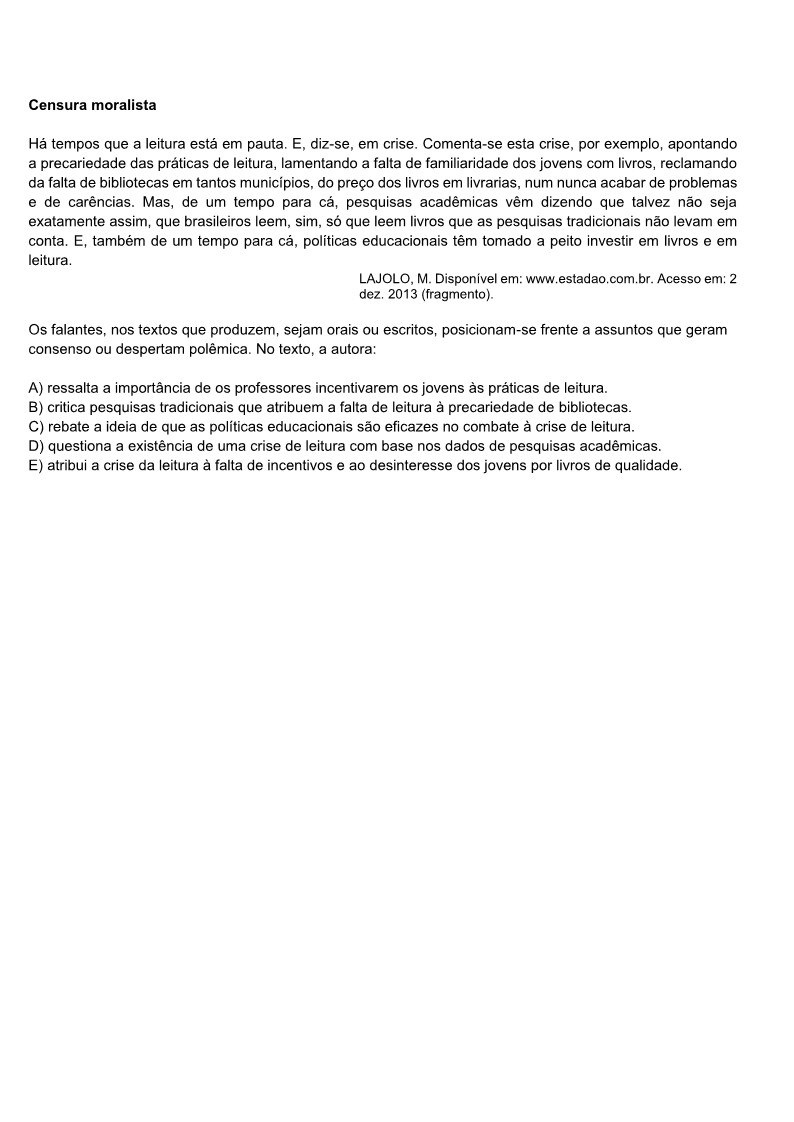 Censura moralista
Há tempos que a leitura está em pauta. E, diz-se, em crise. Comenta-se esta crise, por exemplo, apontando
a precariedade das práticas de leitura, lamentando a falta de familiaridade dos jovens com livros, reclamando
da falta de bibliotecas em tantos municípios, do preço dos livros em livrarias, num nunca acabar de problemas
e de carências. Mas, de um tempo para cá, pesquisas acadêmicas vêm dizendo que talvez não seja
exatamente assim, que brasileiros leem, sim, só que leem livros que as pesquisas tradicionais não levam em
conta. E, também de um tempo para cá, políticas educacionais têm tomado a peito investir em livros e em
leitura.
LAJOLO, M. Disponível em: www.estadao.com.br. Acesso em: 2
dez. 2013 (fragmento).
Os falantes, nos textos que produzem, sejam orais ou escritos, posicionam-se frente a assuntos que geram
consenso ou despertam polêmica. No texto, a autora:
A) ressalta a importância de os professores incentivarem os jovens às práticas de leitura.
B) critica pesquisas tradicionais que atribuem a falta de leitura à precariedade de bibliotecas.
C) rebate a ideia de que as políticas educacionais são eficazes no combate à crise de leitura.
D) questiona a existência de uma crise de leitura com base nos dados de pesquisas acadêmicas.
E) atribui a crise da leitura à falta de incentivos e ao desinteresse dos jovens por livros de qualidade.